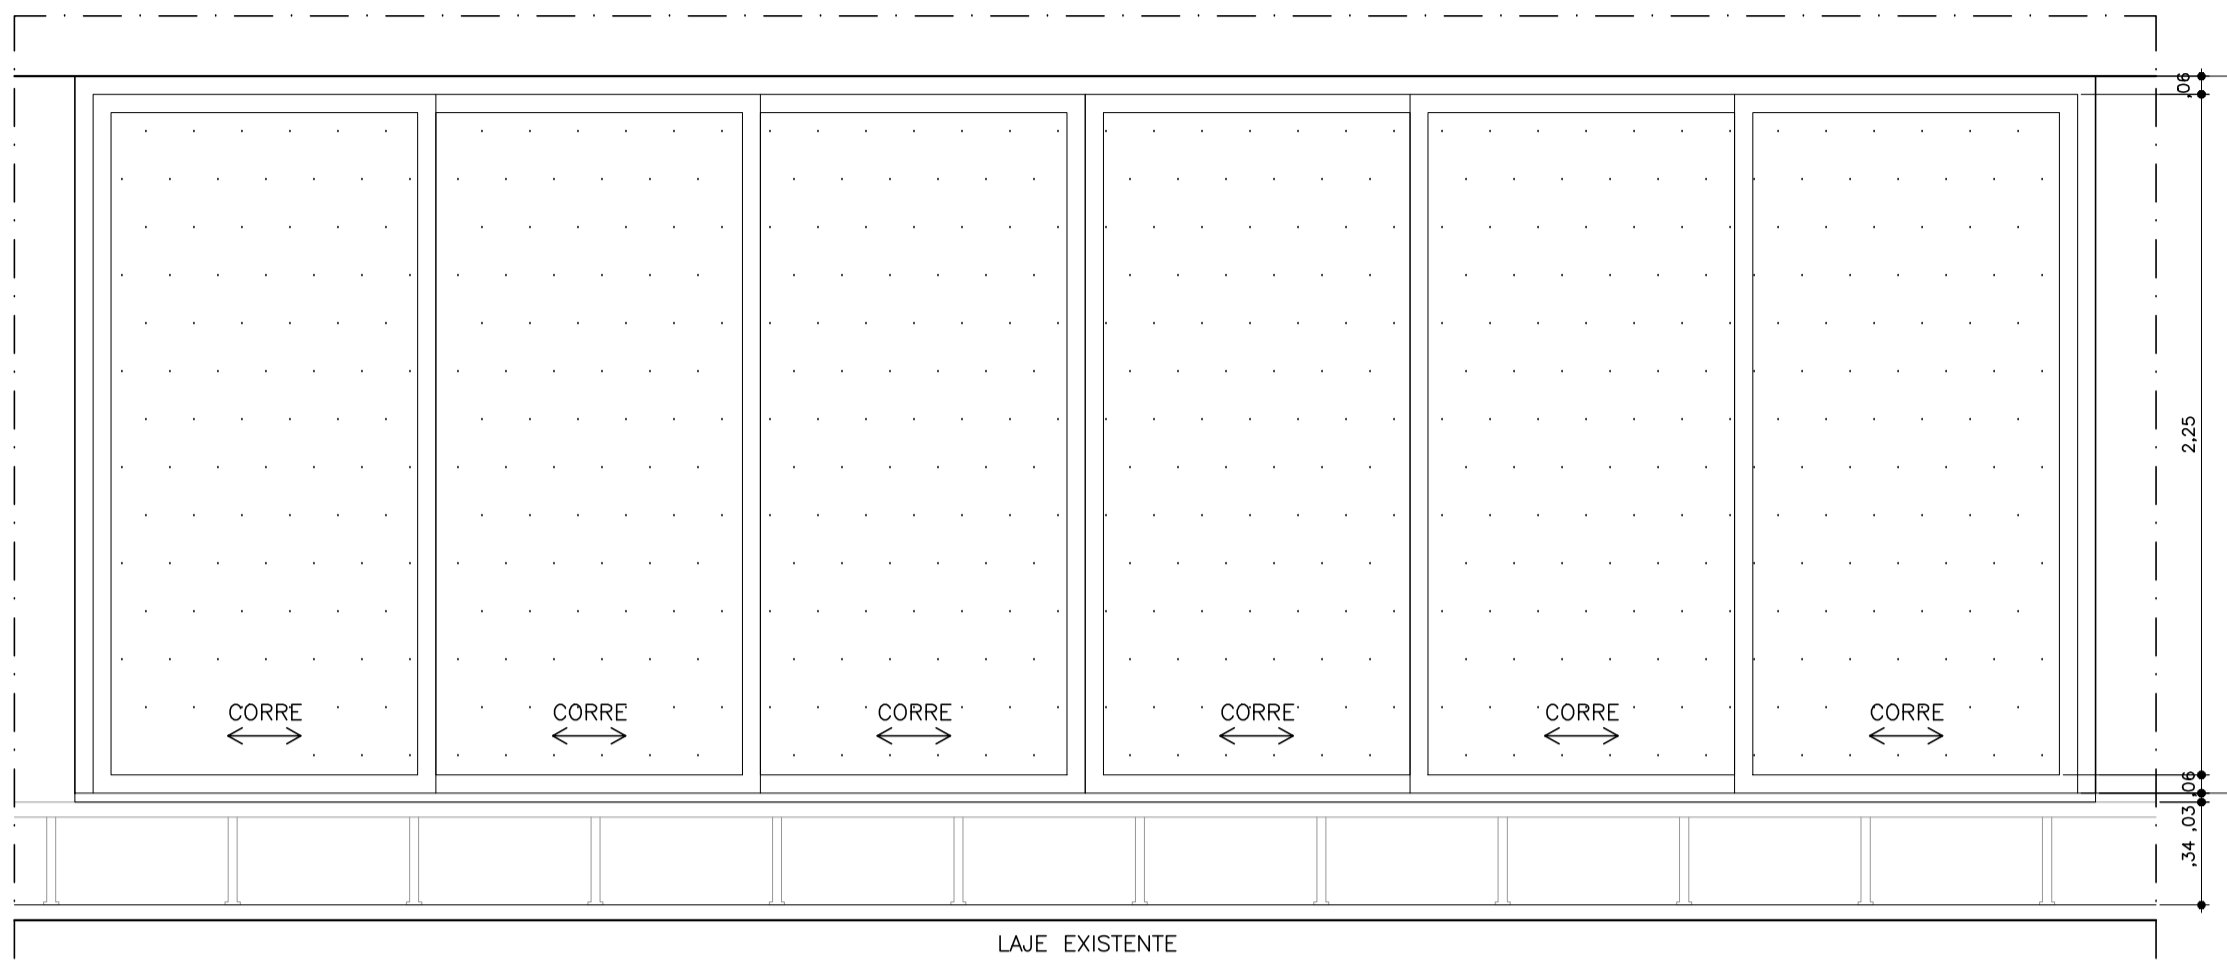 ,06
2,25
CORRE CORRE CORRE CORRE CORRE CORRE
,06
,03
,34
LAJE EXISTENTE